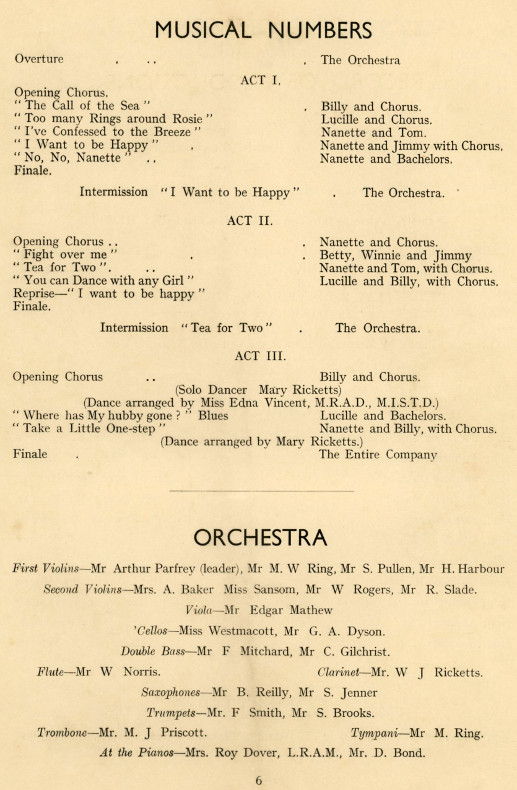 MUSICAL NUMBERS
Overture . .. . The Orchestra
ACT I.
Opening Chorus.
" The Call of the Sea " . Billy and Chorus.
" Too many Rings around Rosie " Lucille and Chorus.
" I've Confessed to the Breeze " Nanette and Tom.
" I Want to be Happy " . Nanette and Jimmy with Chorus.
" No, No, Nanette " .. Nanette and Bachelors.
Finale.
Intermission " I Want to be Happy " . The Orchestra.
ACT II.
Opening Chorus .. . Nanette and Chorus.
" Fight over me " . . Betty, Winnie and Jimmy
" Tea for Two ". .. Nanette and Tom, with Chorus.
" You can Dance with any Girl " Lucille and Billy, with Chorus.
Reprise—" I want to be happy "
Finale.
Intermission " Tea for Two " . The Orchestra.
ACT III.
Opening Chorus .. Billy and Chorus.
(Solo Dancer Mary Ricketts)
(Dance arranged by Miss Edna Vincent, M.R.A.D., M.I.S.T.D.)
" Where has My hubby gone ? " Blues Lucille and Bachelors.
" Take a Little One-step " Nanette and Billy, with Chorus.
(Dance arranged by Mary Ricketts.)
Finale . The Entire Company
ORCHESTRA
First Violins—Mr Arthur Parfrey (leader), Mr M. W Ring, Mr S. Pullen, Mr H. Harbour
Second Violins—Mrs. A. Baker Miss Sansom, Mr W Rogers, Mr R. Slade.
Viola—Mr Edgar Mathew
'Cellos—Miss Westmacott, Mr G. A. Dyson.
Double Bass—Mr F Mitchard, Mr C. Gilchrist.
Flute—Mr W Norris. Clarinet—Mr. W J Ricketts.
Saxophones—Mr B. Reilly, Mr S. Jenner
Trumpets—Mr. F Smith, Mr S. Brooks.
Trombone—Mr. M. J Priscott. Tympani—Mr M. Ring.
At the Pianos—Mrs. Roy Dover, L.R.A.M., Mr. D. Bond.
6